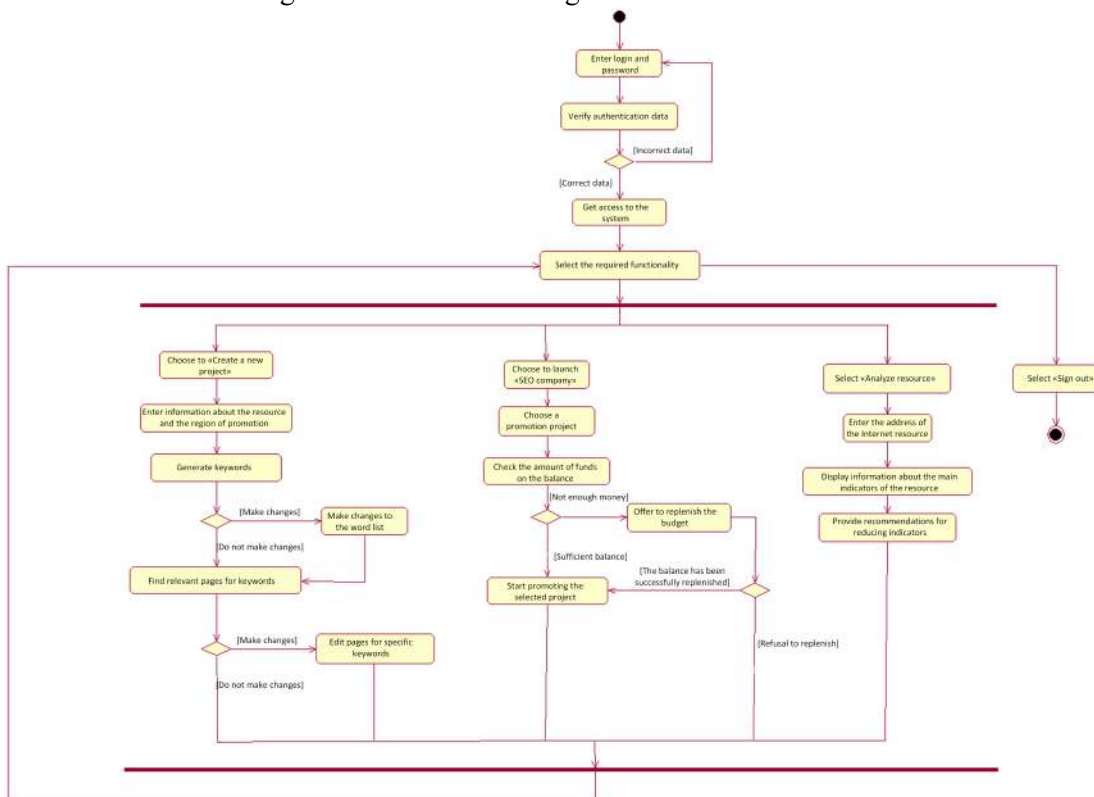 Enter login and
password
Verify authentication data
[Incorrect data]
[Correct data]
Get access to the
system
Select the required functionality
Choose to «Create a new
project»
Enter information about the resource
and the region of promotion
Generate keywords
[Make changes]
Make changes to
the word list
[Do not make changes]
Find relevant pages for keywords
[Make changes]
Edit pages for specific
keywords
[Do not make changes]
Choose to launch
«SEO company»
Choose a
promotion project
Check the amount of funds
on the balance
[Not enough money]
Offer to replenish the
budget
[Sufficient balance]
[The balance has been
successfully replenished]
Start promoting the
selected project
[Refusal to replenish]
Select «Analyze resource»
Enter the address of
the Internet resource
Display information about the main
indicators of the resource
Provide recommendations for
reducing indicators
Select «Sign out»